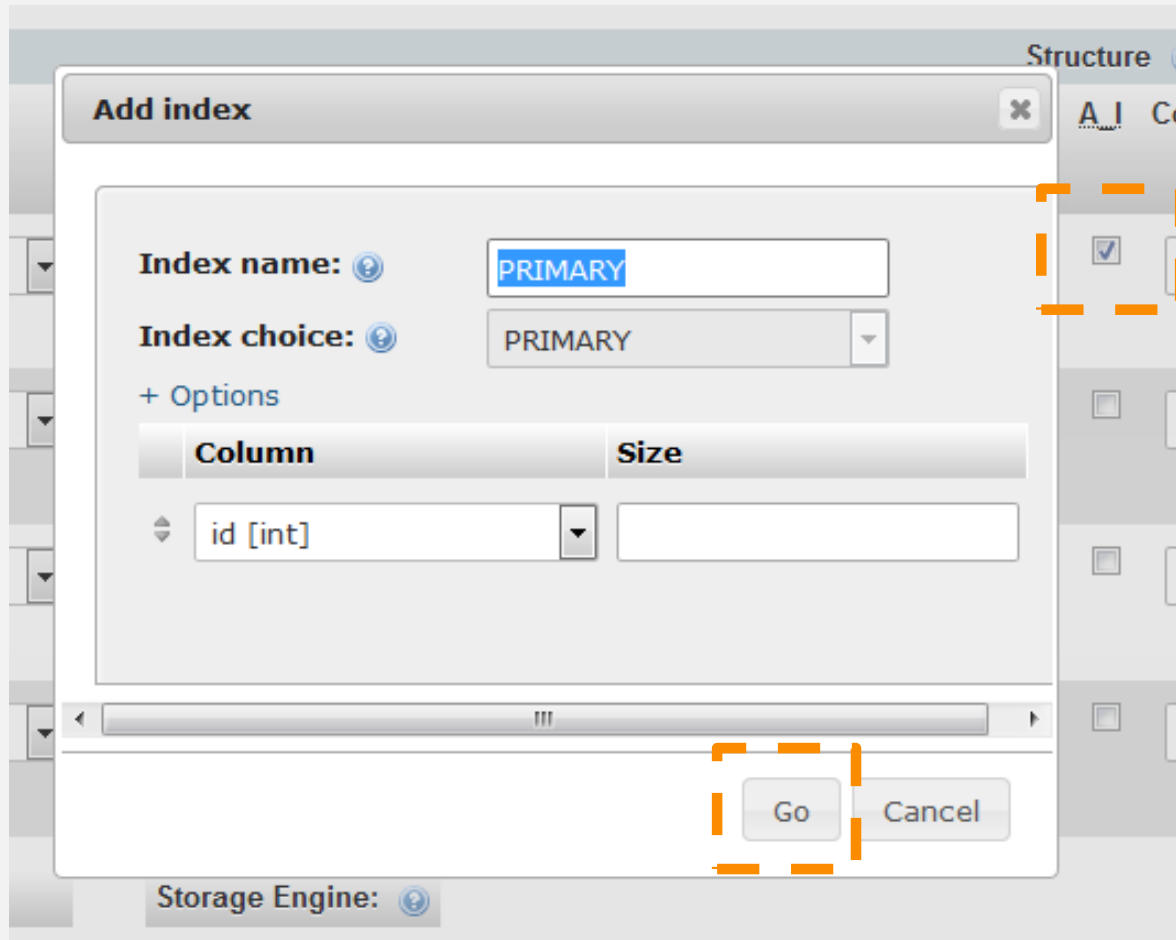 Structure
Add index
A_I
Index name:
PRIMARY
Index choice:
PRIMARY
+ Options
Column Size
id [int]
Go Cancel
Storage Engine: